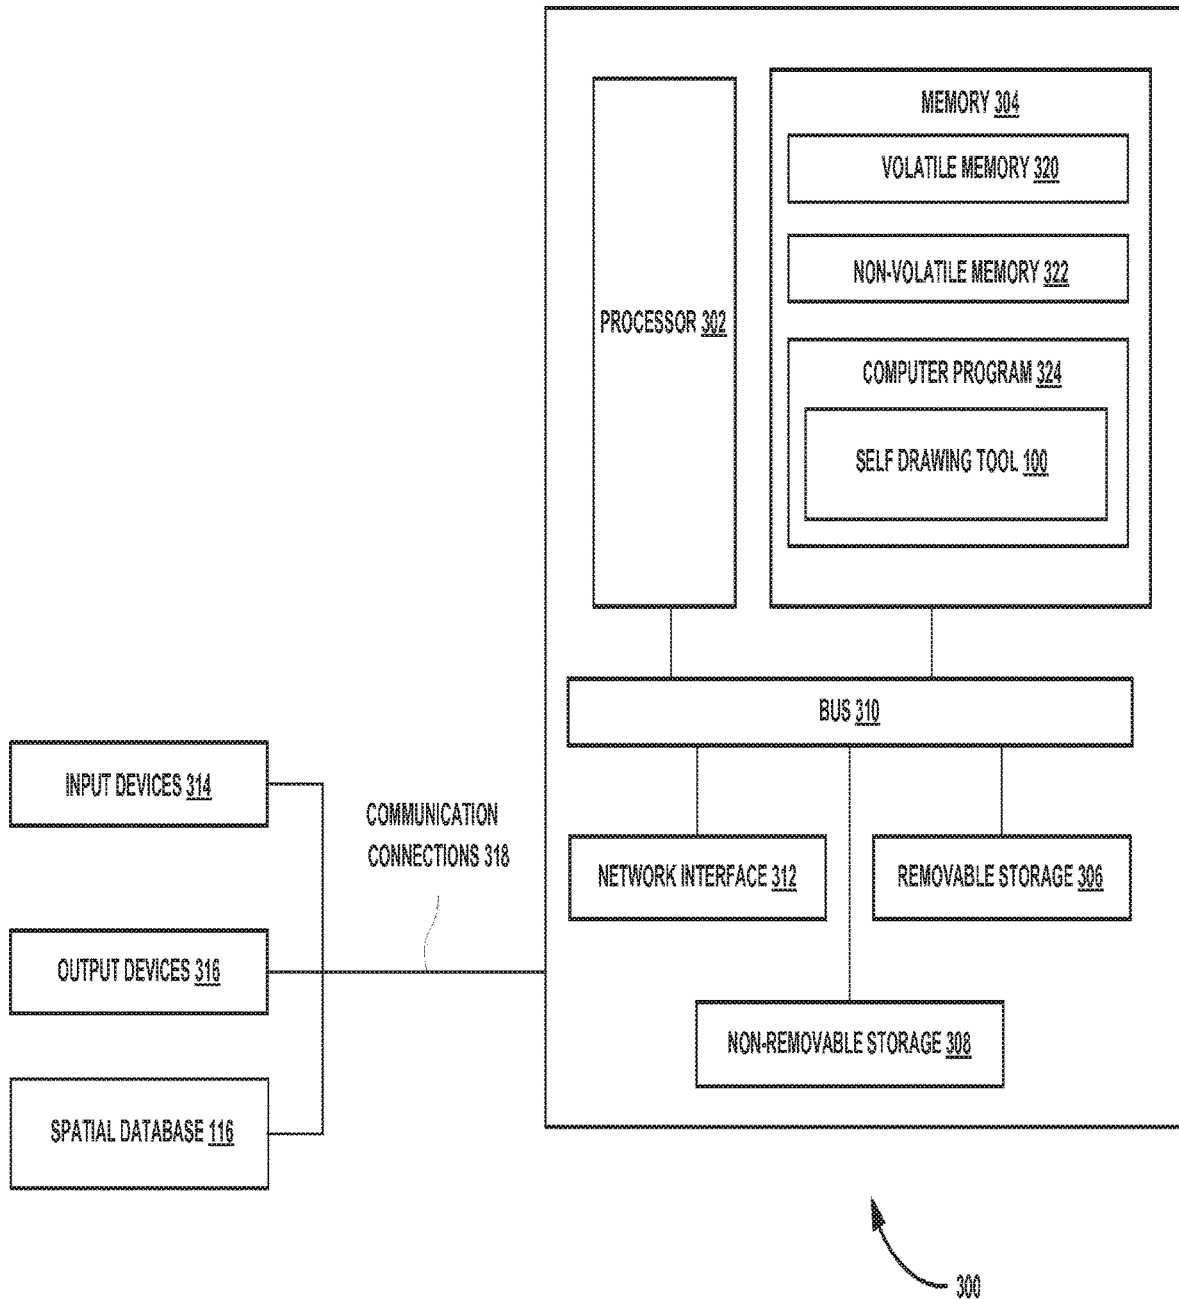 MEMORY 304
VOLATILE MEMORY 320
NON-VOLATILE MEMORY 322
PROCESSOR 302
COMPUTER PROGRAM 324
SELF DRAWING TOOL 100
BUS 310
INPUT DEVICES 314
COMMUNICATION
CONNECTIONS 318
NETWORK INTERFACE 312
REMOVABLE STORAGE 306
OUTPUT DEVICES 316
NON-REMOVABLE STORAGE 308
SPATIAL DATABASE 116
300